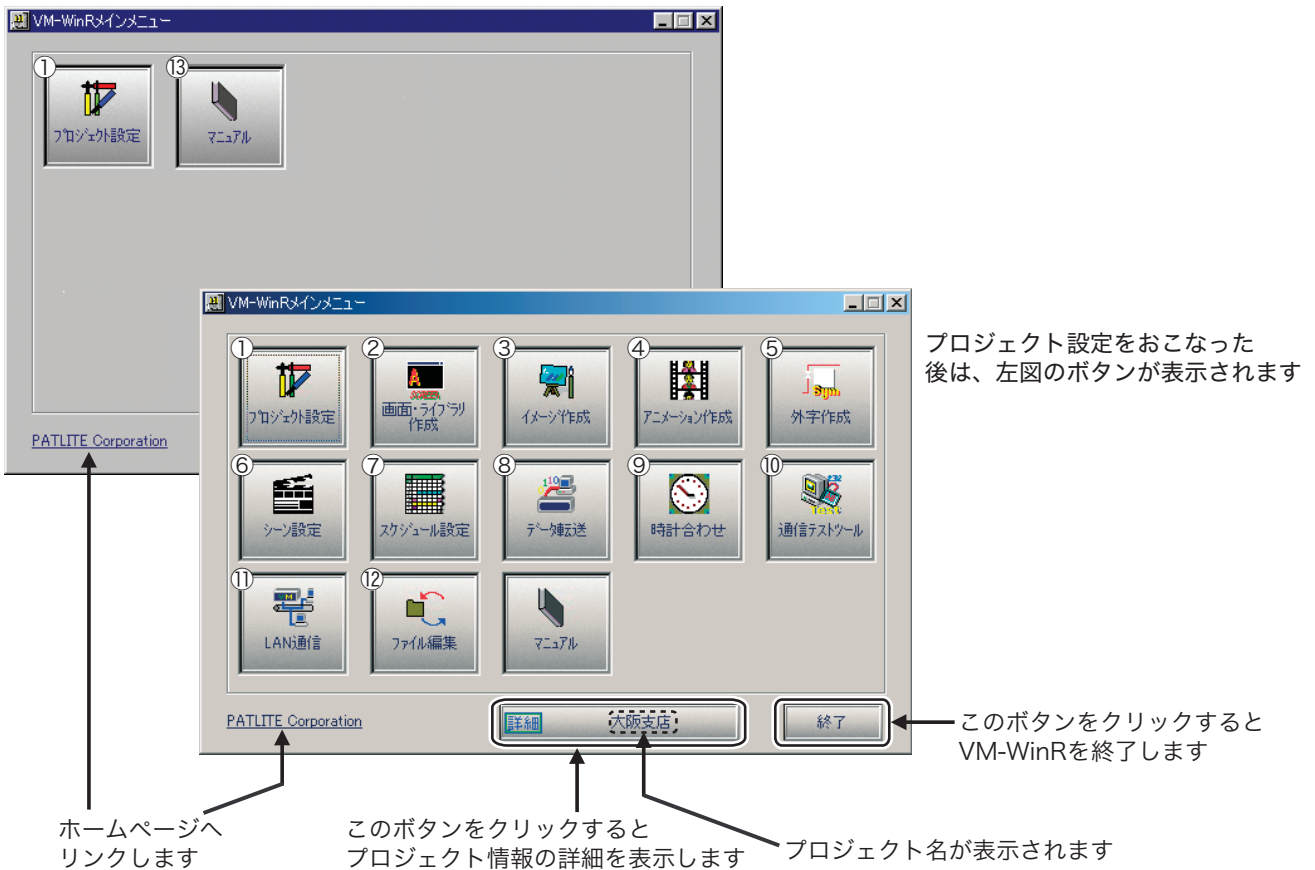 VM-WinRメインメニュー
①
プロジェクト設定
⑬
マニュアル
PATLITE Corporation
VM-WinRメインメニュー
①
プロジェクト設定
②
画面・ライブラリ
作成
③
イメージ作成
④
アニメーション作成
⑤
外字作成
⑥
シーン設定
⑦
スケジュール設定
⑧
データ転送
⑨
時計合わせ
⑩
通信テストツール
⑪
LAN通信
⑫
ファイル編集
マニュアル
PATLITE Corporation
詳細 大阪支店
終了
プロジェクト設定をおこなった
後は、左図のボタンが表示されます
このボタンをクリックすると
VM-WinRを終了します
ホームページへ
リンクします
このボタンをクリックすると
プロジェクト情報の詳細を表示します
プロジェクト名が表示されます